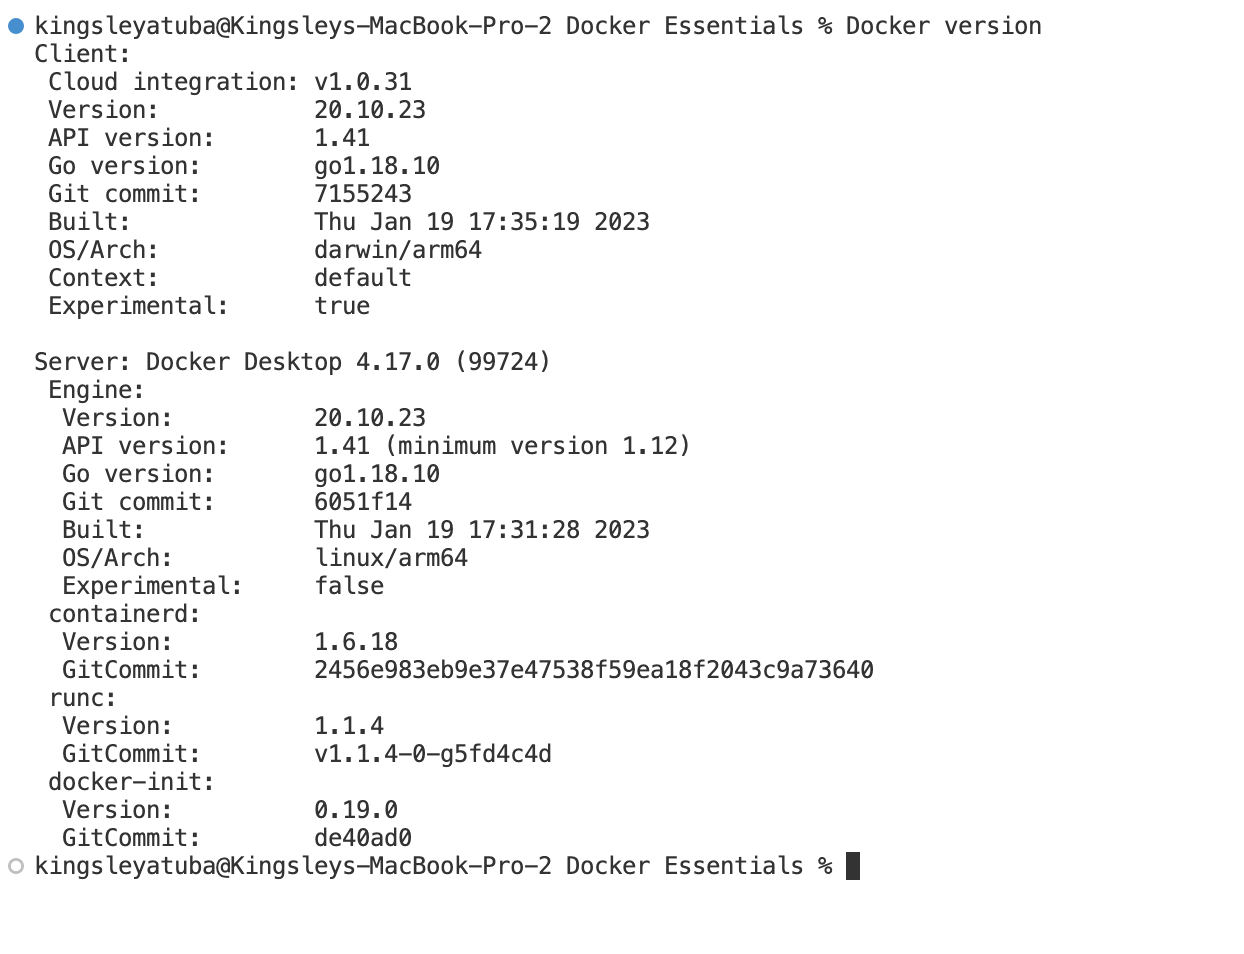 kingsleyatuba@Kingsleys-MacBook-Pro-2 Docker Essentials % Docker version
Client:
 Cloud integration: v1.0.31
 Version:           20.10.23
 API version:       1.41
 Go version:        go1.18.10
 Git commit:        7155243
 Built:             Thu Jan 19 17:35:19 2023
 OS/Arch:           darwin/arm64
 Context:           default
 Experimental:      true

Server: Docker Desktop 4.17.0 (99724)
 Engine:
  Version:          20.10.23
  API version:      1.41 (minimum version 1.12)
  Go version:       go1.18.10
  Git commit:       6051f14
  Built:            Thu Jan 19 17:31:28 2023
  OS/Arch:          linux/arm64
  Experimental:     false
 containerd:
  Version:          1.6.18
  GitCommit:        2456e983eb9e37e47538f59ea18f2043c9a73640
 runc:
  Version:          1.1.4
  GitCommit:        v1.1.4-0-g5fd4c4d
 docker-init:
  Version:          0.19.0
  GitCommit:        de40ad0
kingsleyatuba@Kingsleys-MacBook-Pro-2 Docker Essentials %